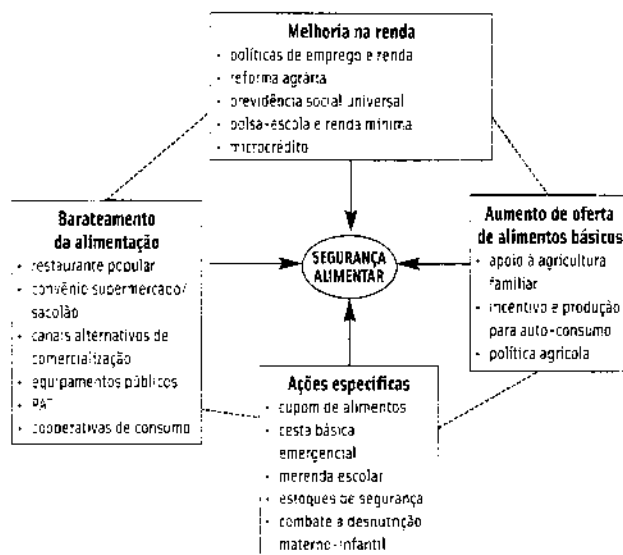 Melhoria na renda
• políticas de emprego e renda
• reforma agrária
• previdência social universal
• bolsa-escola e renda mínima
• microcrédito
Barateamento
da alimentação
• restaurante popular
• convênio supermercado/
sacolão
• canais alternativos de
comercialização
• equipamentos públicos
• PAT
• cooperativas de consumo
SEGURANÇA
ALIMENTAR
Aumento de oferta
de alimentos básicos
• apoio à agricultura
familiar
• incentivo e produção
para auto-consumo
• política agrícola
Ações específicas
• cupom de alimentos
• cesta básica
emergencial
• merenda escolar
• estoques de segurança
• combate a desnutrição
materno-infantil